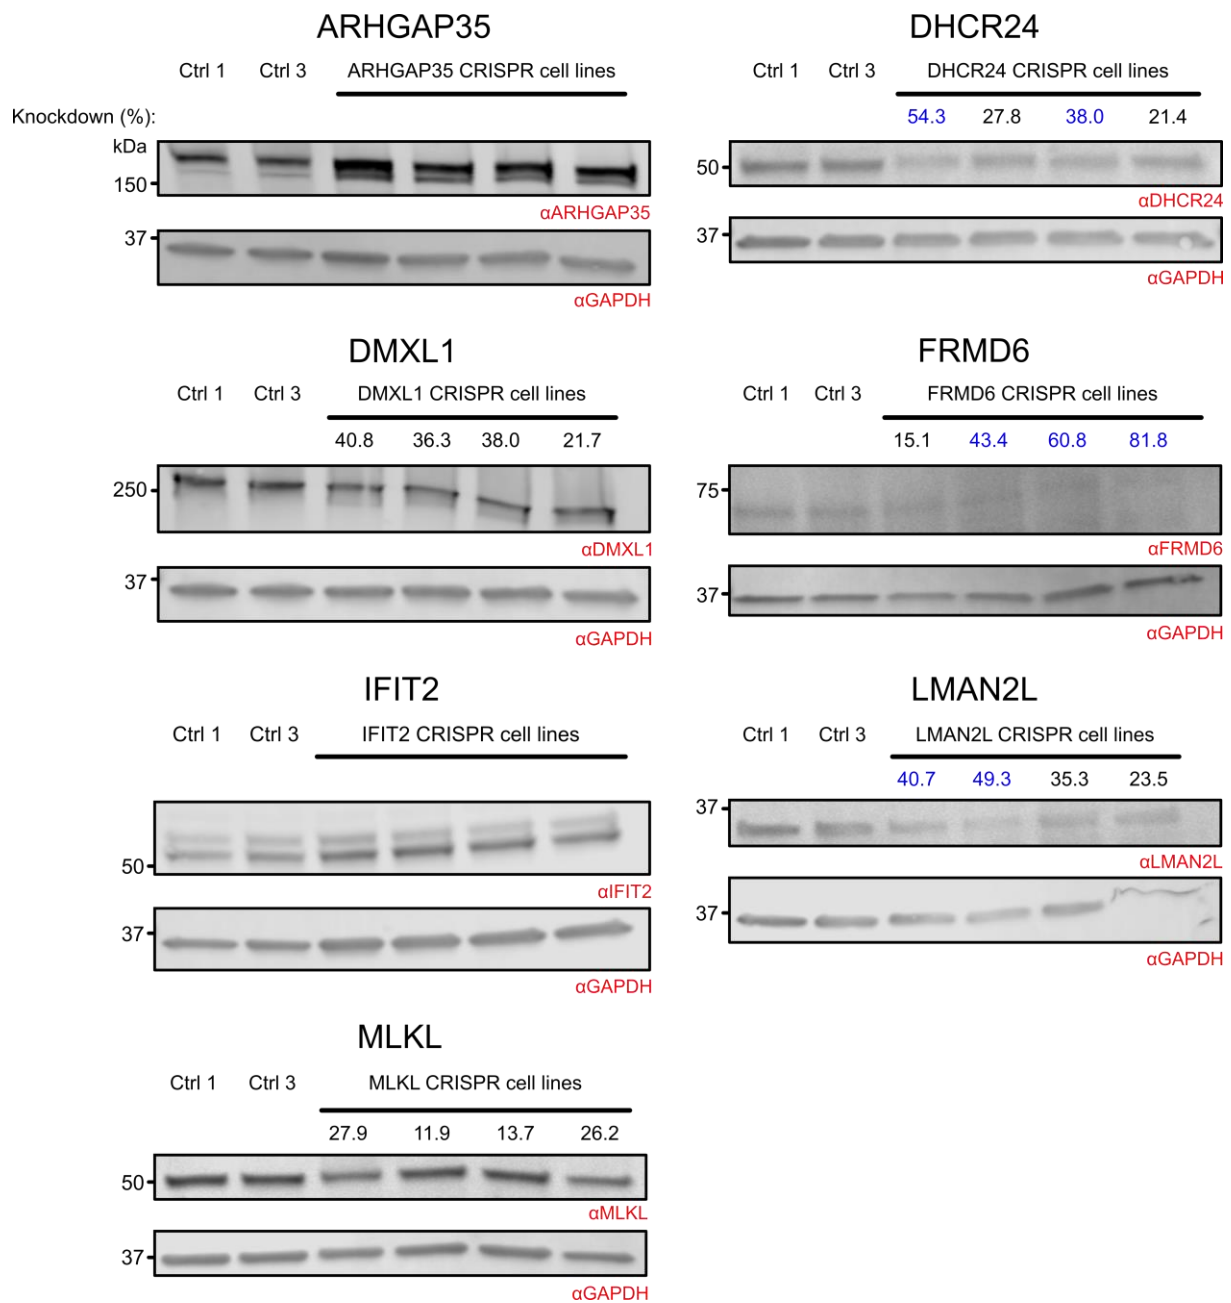 ARHGAP35
Ctrl 1 Ctrl 3 ARHGAP35 CRISPR cell lines
Knockdown (%):
kDa
150
αARHGAP35
37
αGAPDH
DHCR24
Ctrl 1 Ctrl 3 DHCR24 CRISPR cell lines
54.3 27.8 38.0 21.4
50
αDHCR24
37
αGAPDH
DMXL1
Ctrl 1 Ctrl 3 DMXL1 CRISPR cell lines
40.8 36.3 38.0 21.7
250
αDMXL1
37
αGAPDH
FRMD6
Ctrl 1 Ctrl 3 FRMD6 CRISPR cell lines
15.1 43.4 60.8 81.8
75
αFRMD6
37
αGAPDH
IFIT2
Ctrl 1 Ctrl 3 IFIT2 CRISPR cell lines
50
αIFIT2
37
αGAPDH
LMAN2L
Ctrl 1 Ctrl 3 LMAN2L CRISPR cell lines
40.7 49.3 35.3 23.5
37
αLMAN2L
37
αGAPDH
MLKL
Ctrl 1 Ctrl 3 MLKL CRISPR cell lines
27.9 11.9 13.7 26.2
50
αMLKL
37
αGAPDH